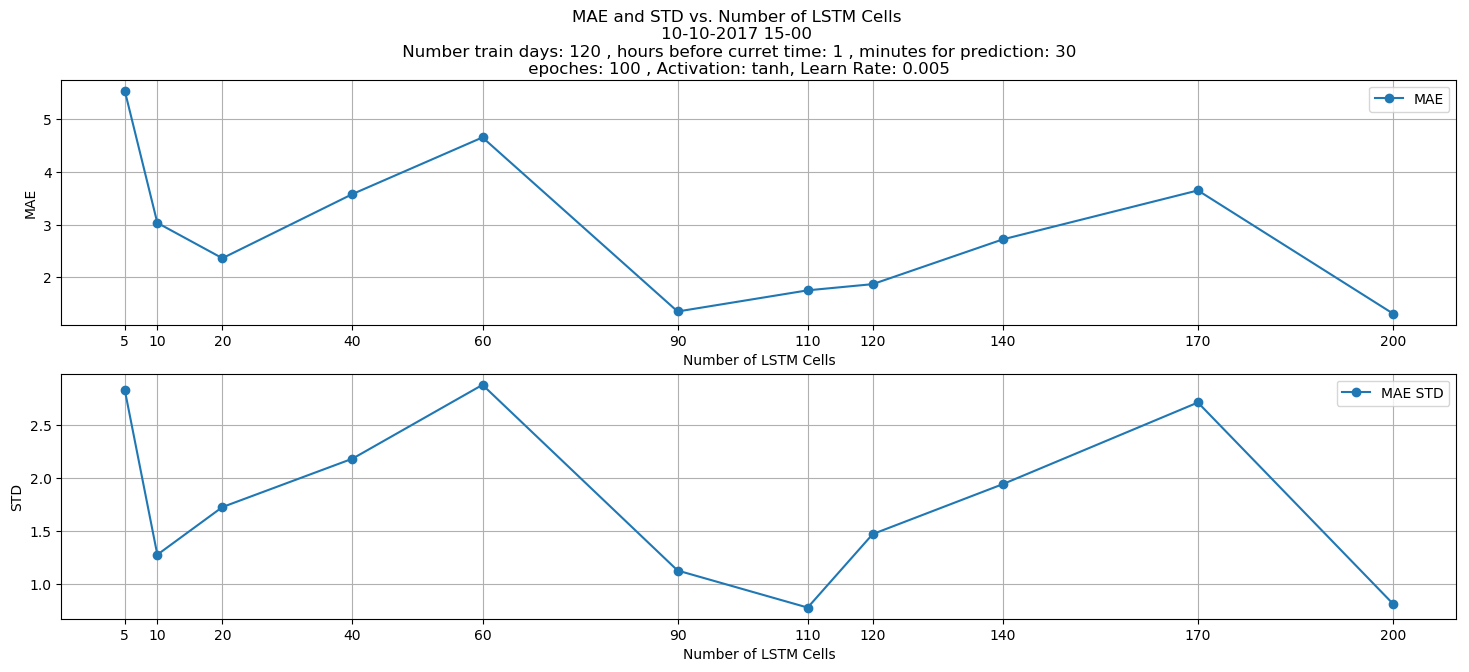 MAE and STD vs. Number of LSTM Cells
10-10-2017 15-00
Number train days: 120 , hours before curret time: 1 , minutes for prediction: 30
epoches: 100 , Activation: tanh, Learn Rate: 0.005
MAE
5
4
3
2
MAE
5 10 20 40 60 90 110 120 140 170 200
Number of LSTM Cells
MAE STD
2.5
2.0
1.5
1.0
STD
5 10 20 40 60 90 110 120 140 170 200
Number of LSTM Cells